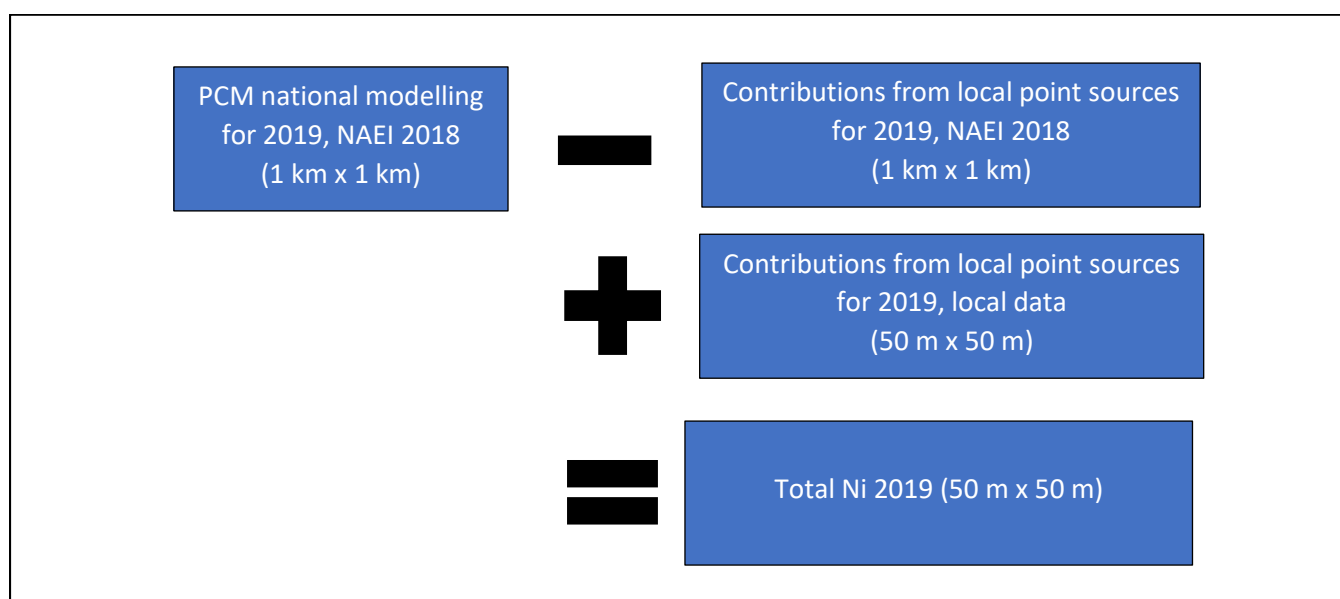 PCM national modelling
for 2019, NAEI 2018
(1 km x 1 km)
Contributions from local point sources
for 2019, NAEI 2018
(1 km x 1 km)
Contributions from local point sources
for 2019, local data
(50 m x 50 m)
Total Ni 2019 (50 m x 50 m)